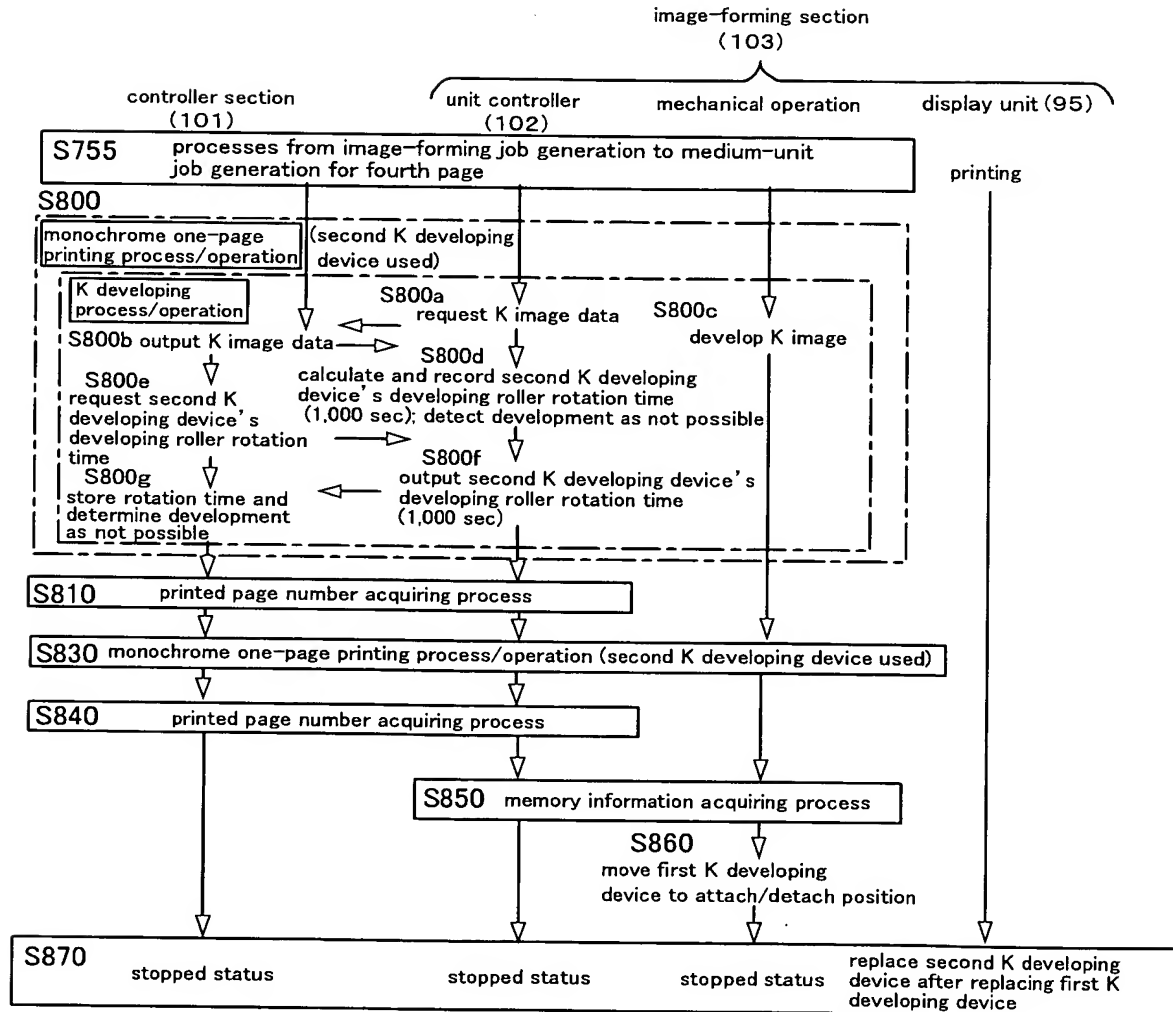 image-forming section
(103)
controller section
(101)
unit controller
(102)
mechanical operation
display unit (95)
S755 processes from image-forming job generation to medium-unit
job generation for fourth page
printing
S800
monochrome one-page
printing process/operation
(second K developing
device used)
K developing
process/operation
S800a
request K image data
S800c
develop K image
S800b output K image data
S800d
calculate and record second K developing
device's developing roller rotation time
(1,000 sec); detect development as not possible
S800e
request second K
developing device's
developing roller rotation
time
S800f
output second K developing device's
developing roller rotation time
(1,000 sec)
S800g
store rotation time and
determine development
as not possible
S810 printed page number acquiring process
S830 monochrome one-page printing process/operation (second K developing device used)
S840 printed page number acquiring process
S850 memory information acquiring process
S860
move first K developing
device to attach/detach position
S870
stopped status
stopped status
stopped status
replace second K developing
device after replacing first K
developing device